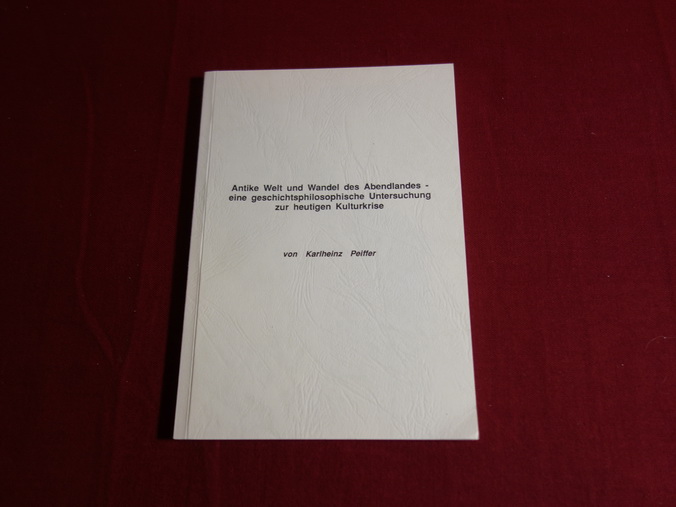 Antike Welt und Wandel des Abendlandes -
eine geschichtsphilosophische Untersuchung
zur heutigen Kulturkrise
von Karlheinz Peiffer